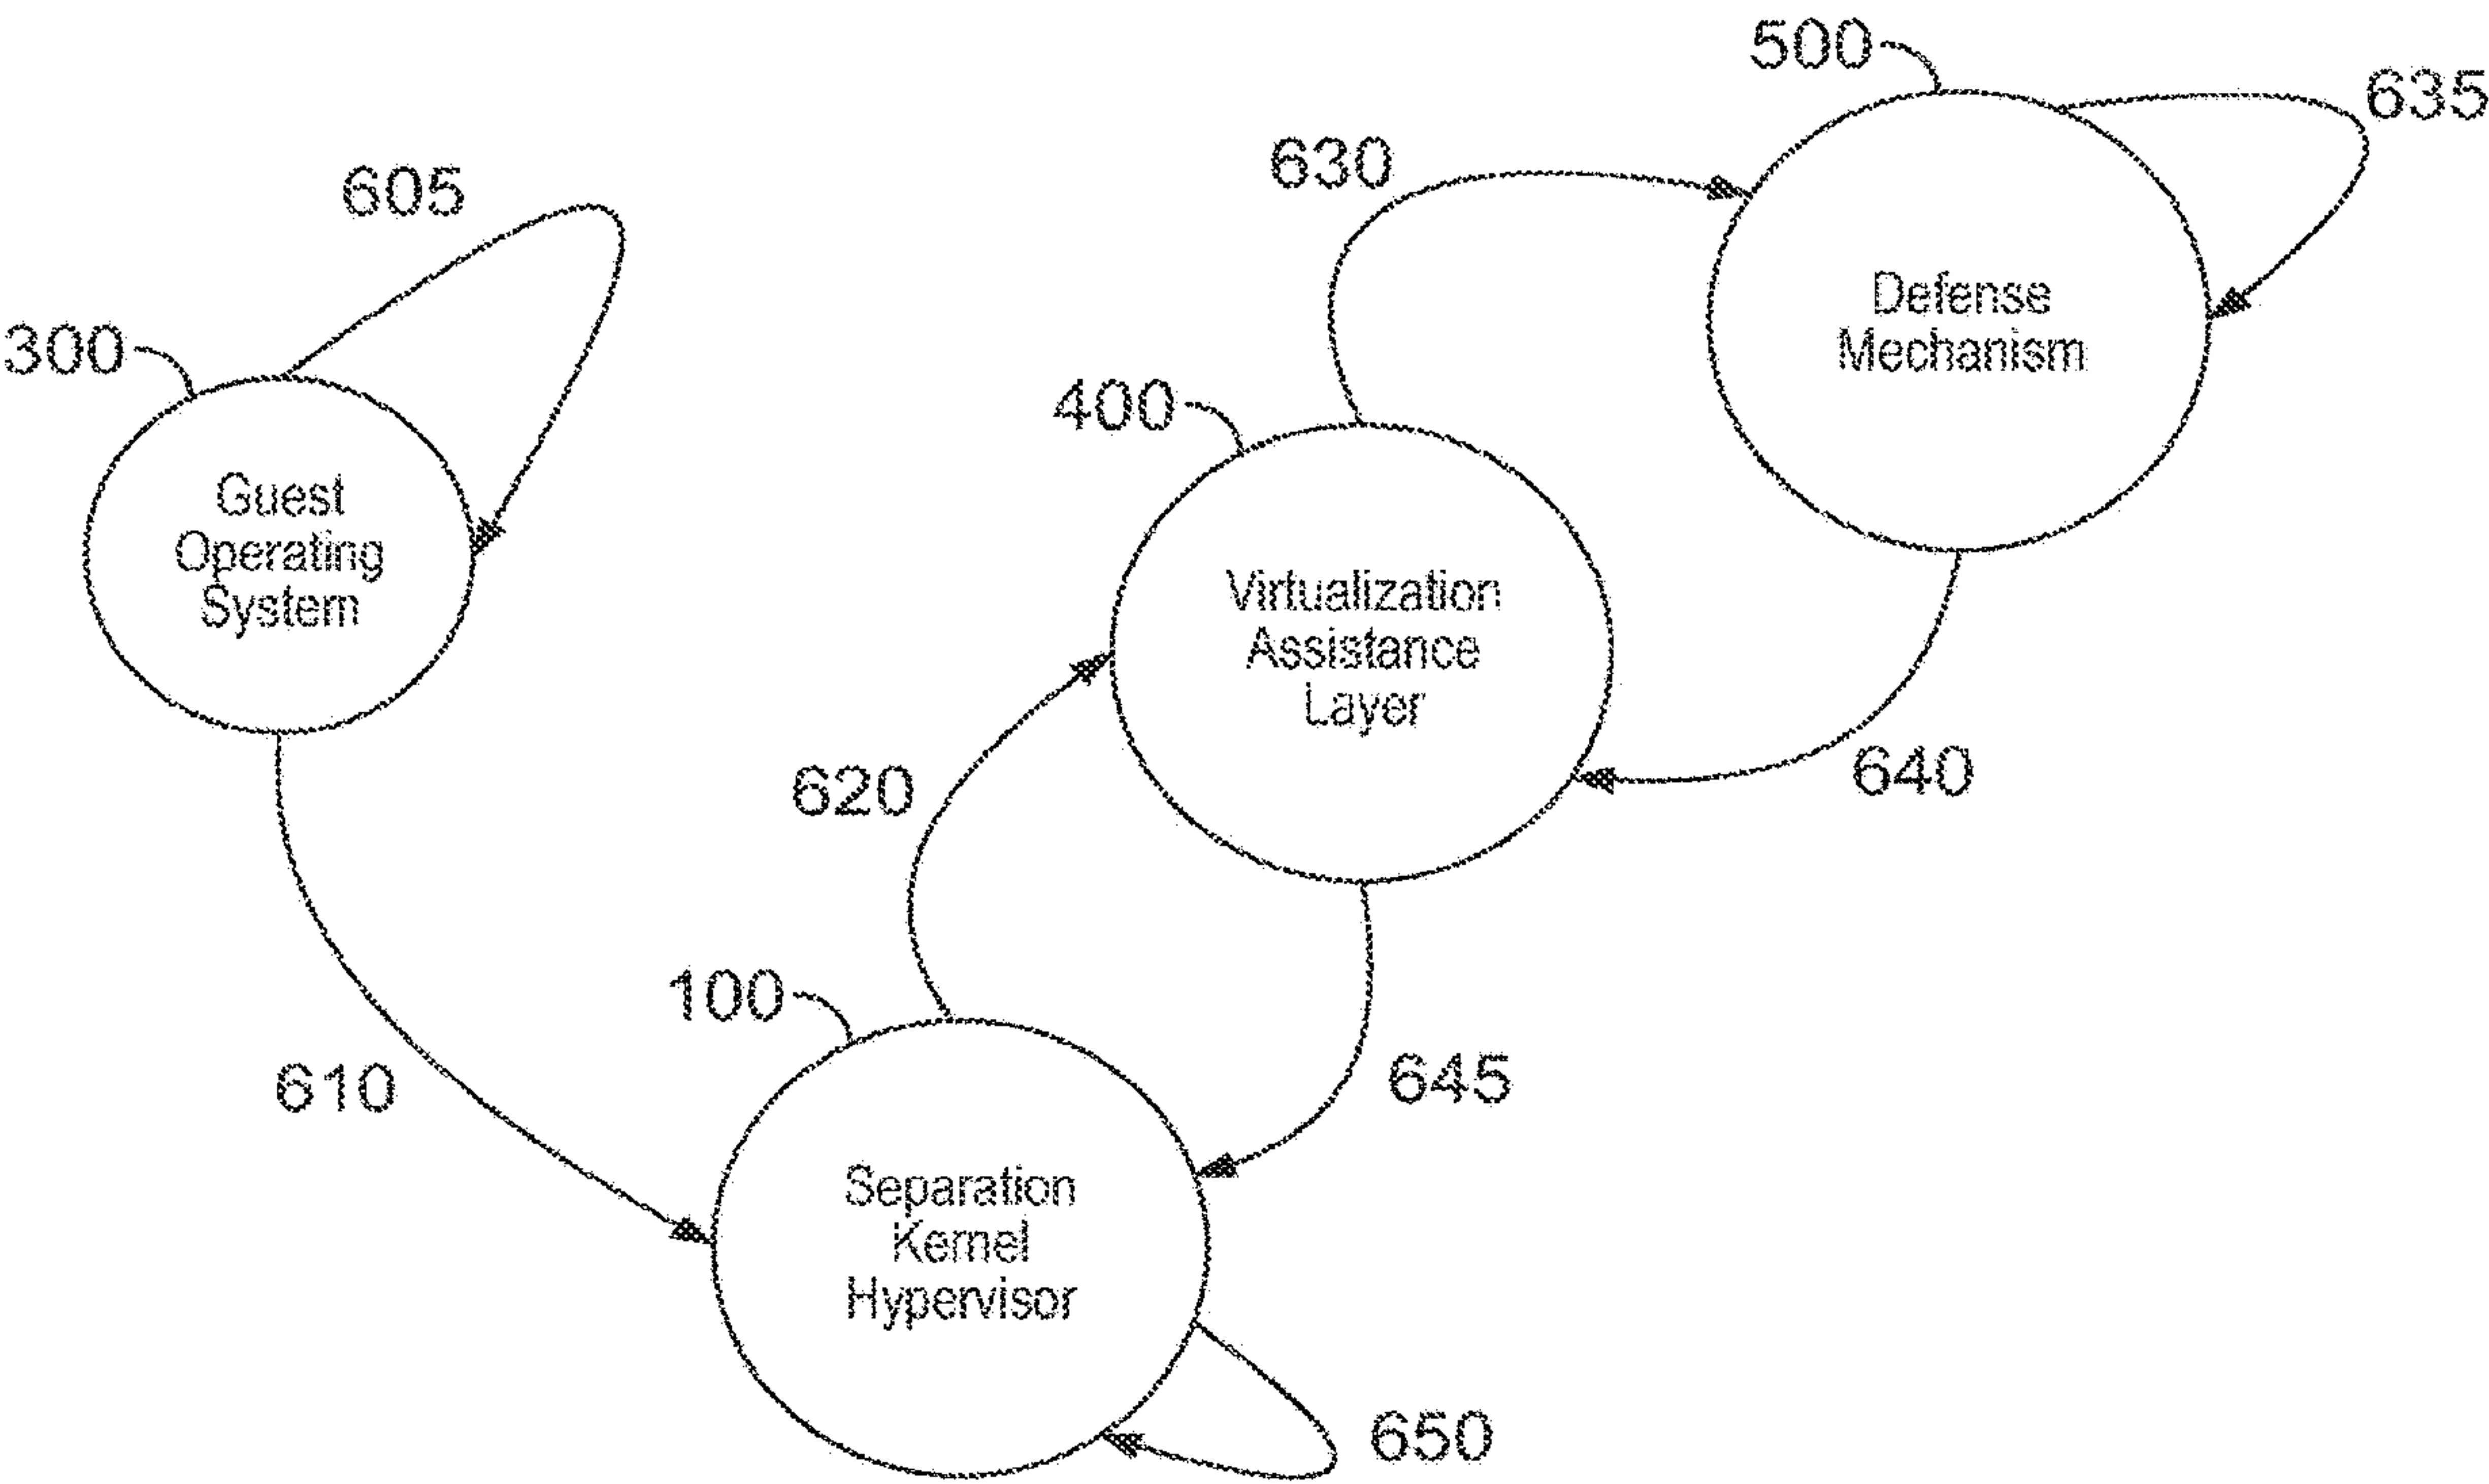 500
635
630
605
300
Defense
Mechanism
400
Guest
Operating
System
Virtualization
Assistance
Layer
620
640
100
645
610
Separation
Kernel
Hypervisor
650